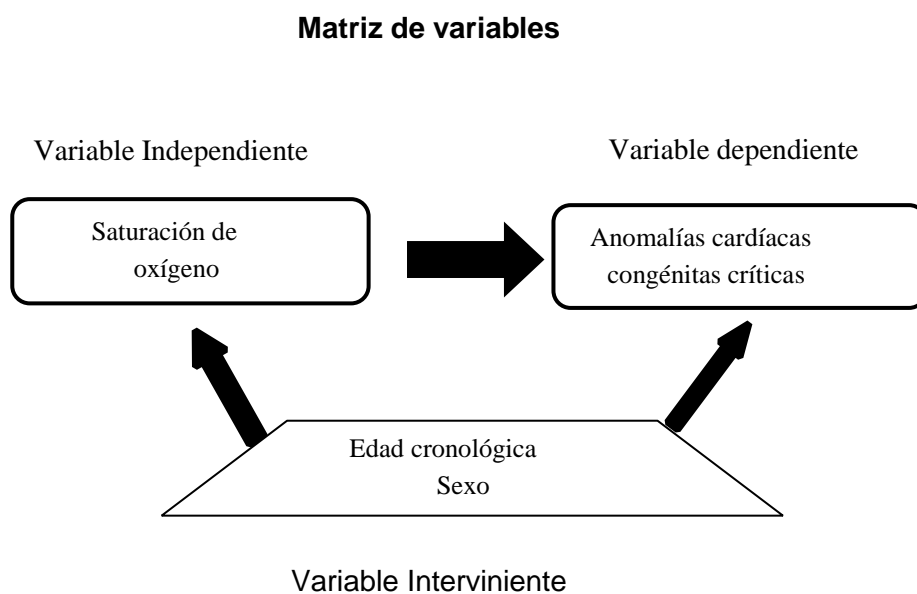 Matriz de variables
Variable Independiente
Variable dependiente
Saturación de
oxígeno
Anomalías cardíacas
congénitas críticas
Edad cronológica
Sexo
Variable Interviniente